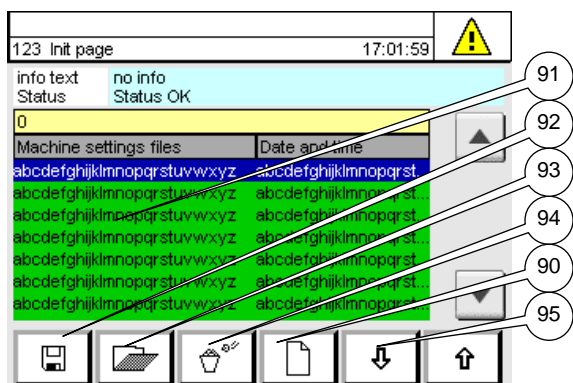 123 Init page 17:01:59
info text no info
Status Status OK
0
Machine settings files Date and time
abcdefghijklmnopqrstuvwxyz abcdefghijklmnopqrst...
abcdefghijklmnopqrstuvwxyz abcdefghijklmnopqrst...
abcdefghijklmnopqrstuvwxyz abcdefghijklmnopqrst...
abcdefghijklmnopqrstuvwxyz abcdefghijklmnopqrst...
abcdefghijklmnopqrstuvwxyz abcdefghijklmnopqrst...
abcdefghijklmnopqrstuvwxyz abcdefghijklmnopqrst...
abcdefghijklmnopqrstuvwxyz abcdefghijklmnopqrst...
91
92
93
94
90
95